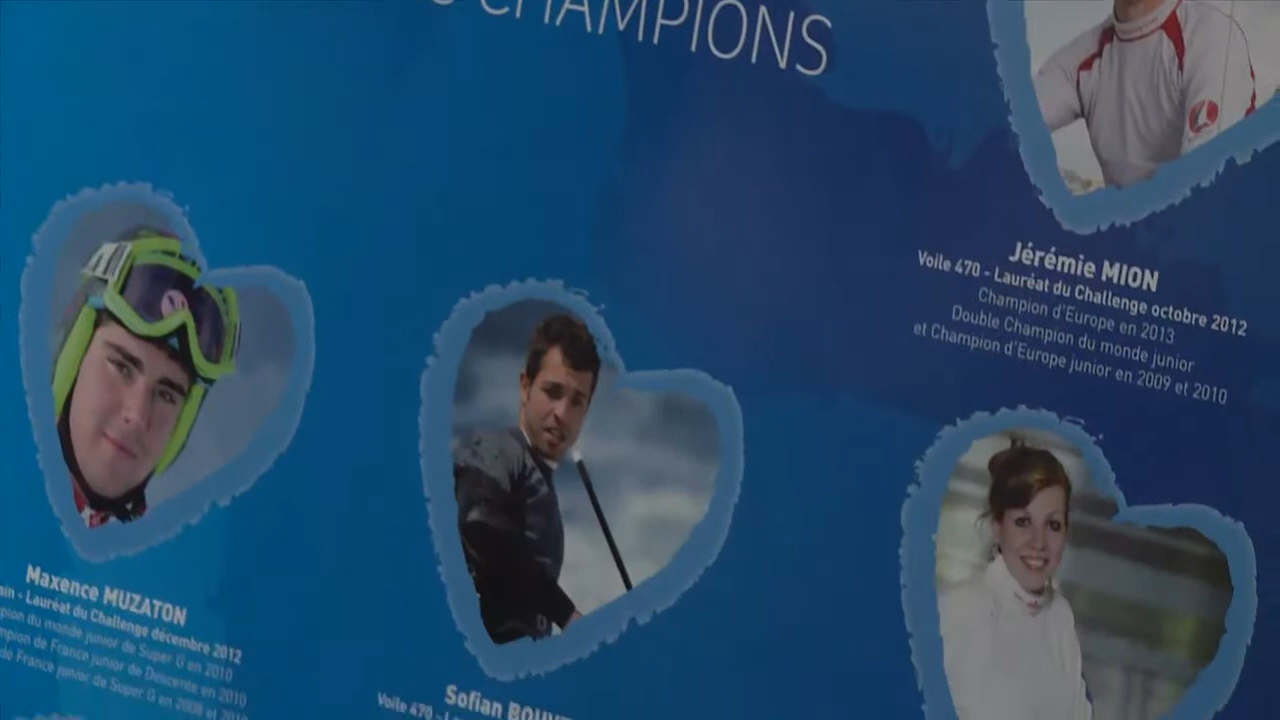 CHAMPIONS
Jérémie MION
Voile 470 - Lauréat du Challenge octobre 2012
Champion d'Europe en 2013
Double Champion du monde junior
et Champion d'Europe junior en 2009 et 2010
Maxence MUZATON
- Lauréat du Challenge décembre 2012
du monde junior de Super G en 2010
de France junior de Descente en 2010
de France junior de Super G en
Sofian
Voile 470 -